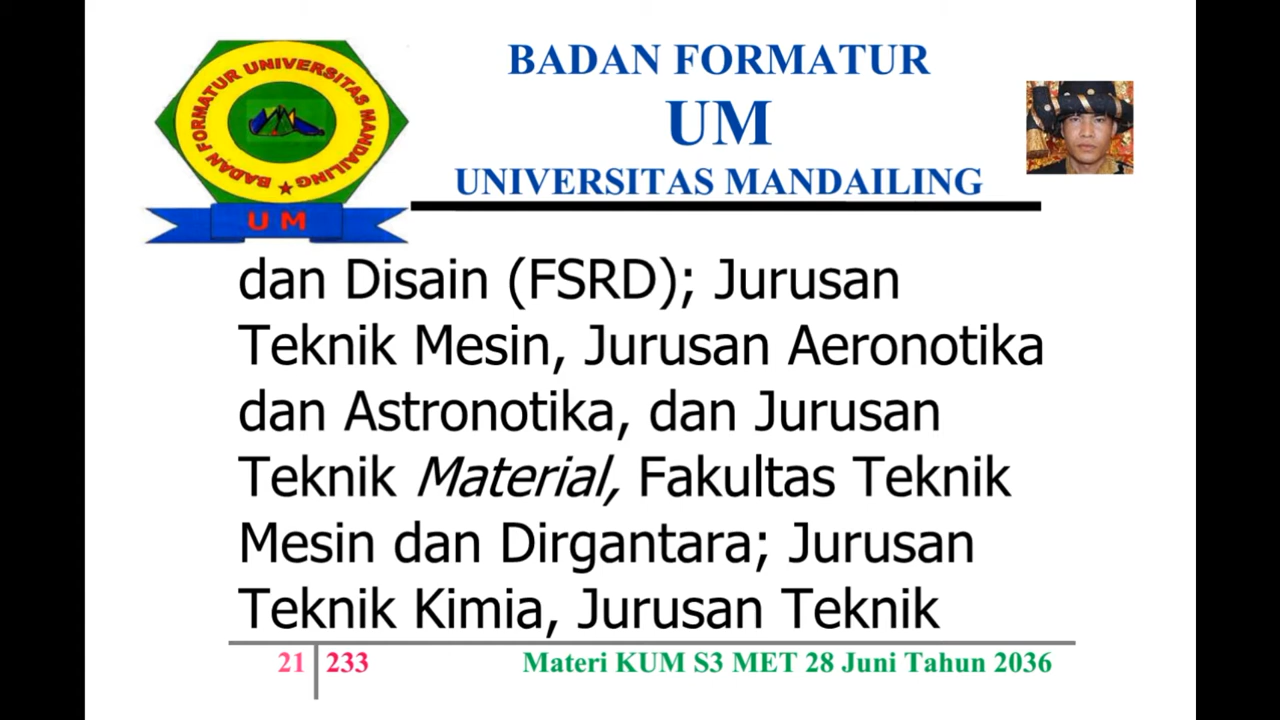 BADAN FORMATUR UNIVERSITAS MANDAILING
U M
BADAN FORMATUR
UM
UNIVERSITAS MANDAILING
dan Disain (FSRD); Jurusan
Teknik Mesin, Jurusan Aeronotika
dan Astronotika, dan Jurusan
Teknik Material, Fakultas Teknik
Mesin dan Dirgantara; Jurusan
Teknik Kimia, Jurusan Teknik
21 233 Materi KUM S3 MET 28 Juni Tahun 2036